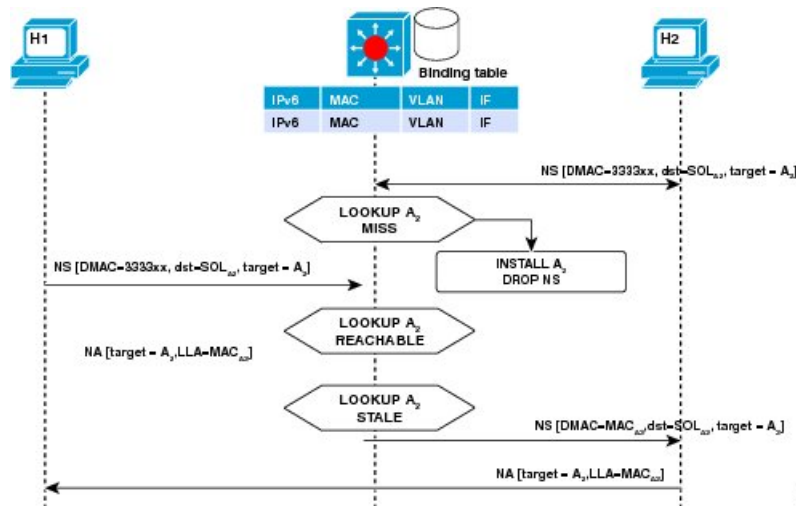 H1
H2
Binding table
IPv6 MAC VLAN IF
IPv6 MAC VLAN IF
NS [DMAC=3333xx, dst=SOLA2, target = A2]
LOOKUP A2
MISS
INSTALL A2
DROP NS
NS [DMAC=3333xx, dst=SOLA2, target = A2]
LOOKUP A2
REACHABLE
NA [target = A2,LLA=MACA2]
LOOKUP A2
STALE
NS [DMAC=MACA2,dst=SOLA2, target = A2]
NA [target = A2,LLA=MACA2]